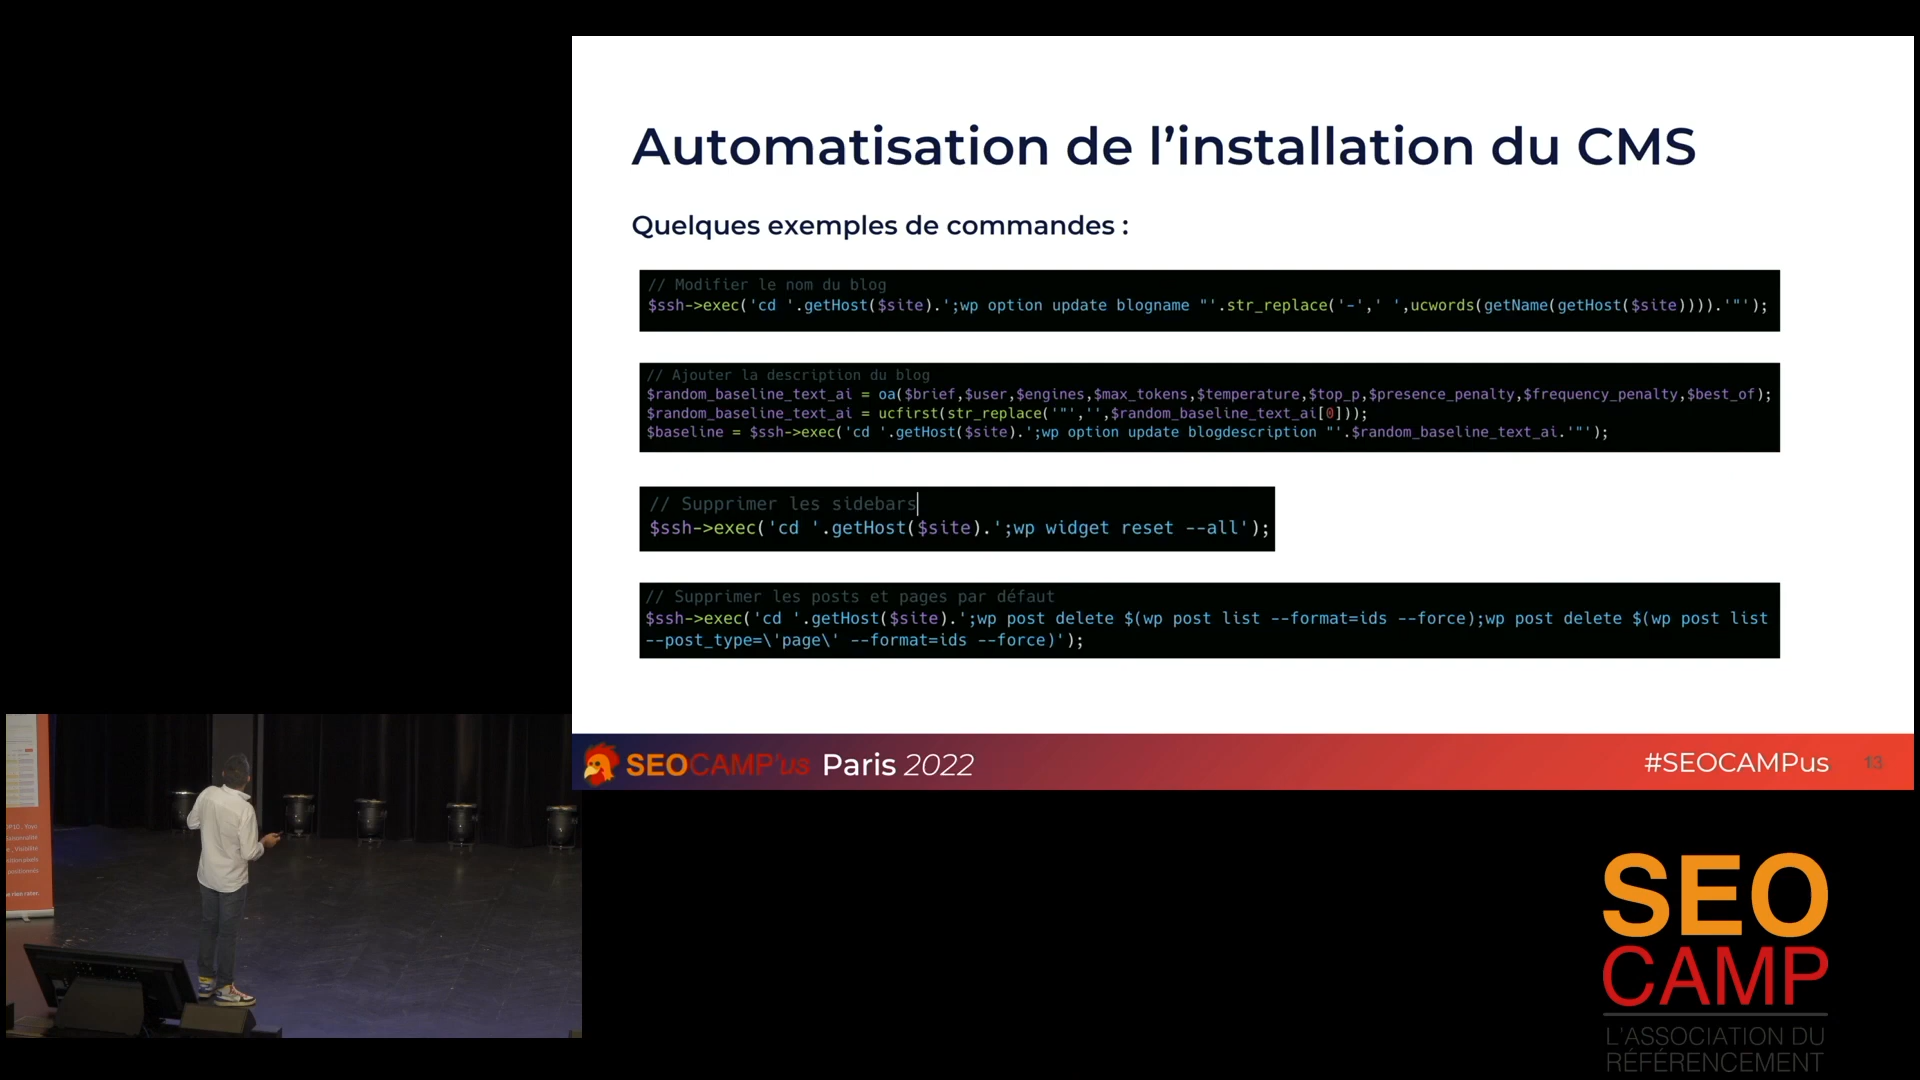 Automatisation de l’installation du CMS
Quelques exemples de commandes :
// Modifier le nom du blog
$ssh->exec('cd '.getHost($site).';wp option update blogname "'.str_replace('-',' ',ucwords(getName(getHost($site)))).'"');
// Ajouter la description du blog
$random_baseline_text_ai = oa($brief,$user,$engines,$max_tokens,$temperature,$top_p,$presence_penalty,$frequency_penalty,$best_of);
$random_baseline_text_ai = ucfirst(str_replace('"','',$random_baseline_text_ai[0]));
$baseline = $ssh->exec('cd '.getHost($site).';wp option update blogdescription "'.$random_baseline_text_ai.'"');
// Supprimer les sidebars
$ssh->exec('cd '.getHost($site).';wp widget reset --all');
// Supprimer les posts et pages par défaut
$ssh->exec('cd '.getHost($site).';wp post delete $(wp post list --format=ids --force);wp post delete $(wp post list
--post_type=\'page\' --format=ids --force)');
SEOCAMP'us Paris 2022
#SEOCAMPus 13
SEO
CAMP
L'ASSOCIATION DU
RÉFÉRENCEMENT